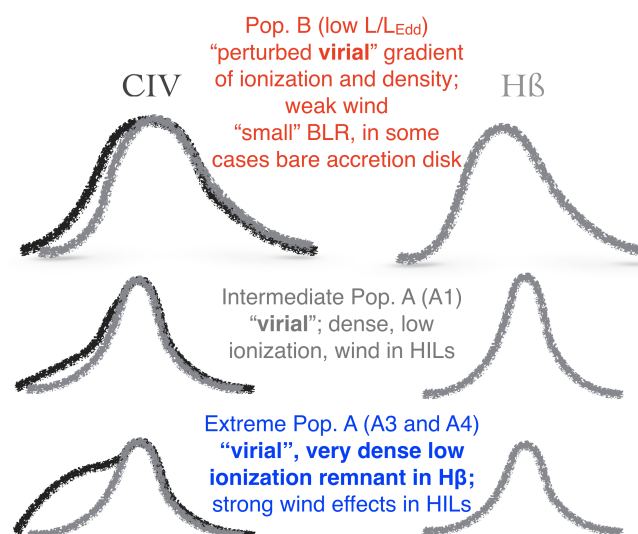 Pop. B (low L/LEdd)
“perturbed virial” gradient
of ionization and density;
weak wind
“small” BLR, in some
cases bare accretion disk
CIV
Hß
Intermediate Pop. A (A1)
“virial”; dense, low
ionization, wind in HILs
Extreme Pop. A (A3 and A4)
“virial”, very dense low
ionization remnant in Hβ;
strong wind effects in HILs